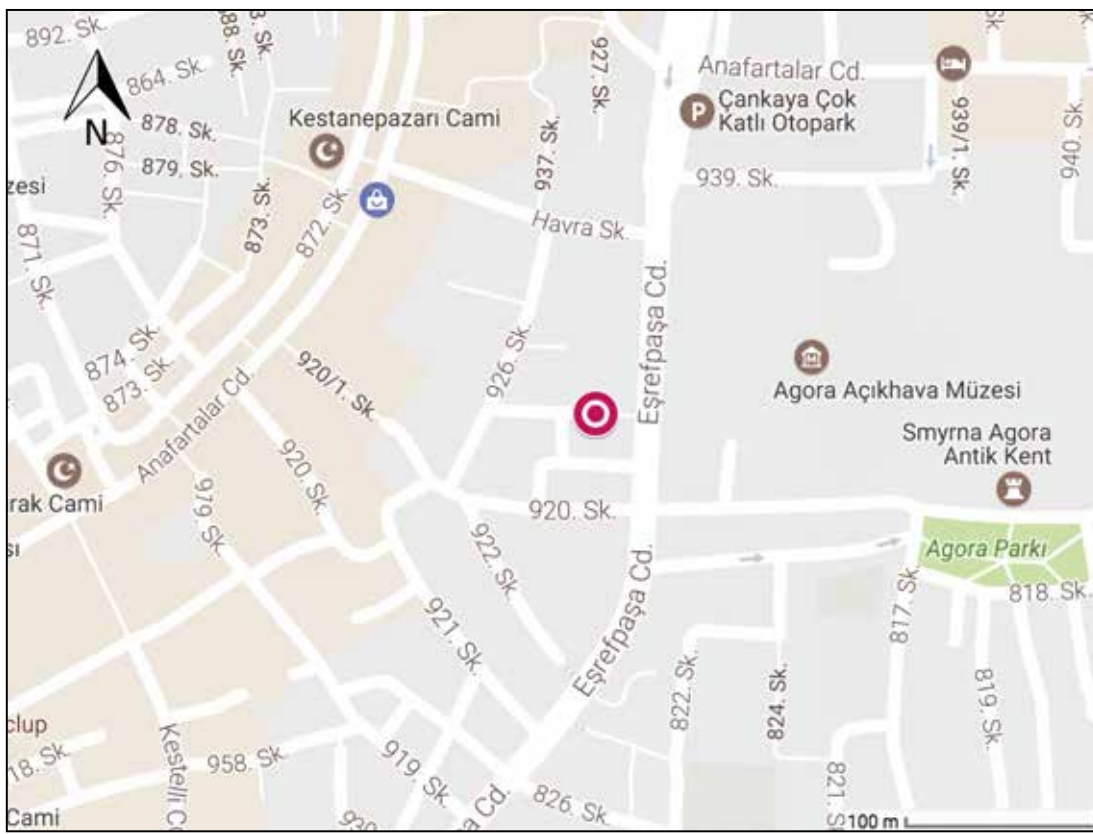 892. Sk.
864. Sk.
N
878. Sk.
879. Sk.
876. Sk.
zesi
871. Sk.
88. Sk.
3. Sk.
873. Sk.
872. Sk.
Kestanepazarı Cami
874. Sk.
873. Sk.
Anafartalar Cd.
920/1. Sk.
920. Sk.
rak Cami
sı
979. Sk.
927. Sk.
937. Sk.
Havra Sk.
926. Sk.
Anafartalar Cd.
Çankaya Çok
Katlı Otopark
939. Sk.
939/1. Sk.
940. Sk.
Sk.
Eşrefpaşa Cd.
Agora Açıkhava Müzesi
Smyrna Agora
Antik Kent
920. Sk.
922. Sk.
921. Sk.
Eşrefpaşa Cd.
Agora Parkı
817. Sk.
818. Sk.
819. Sk.
822. Sk.
824. Sk.
821. S
clup
18. Sk.
958. Sk.
Kestelli C
919. Sk.
Cami
930
a Cd.
826. Sk.
100 m